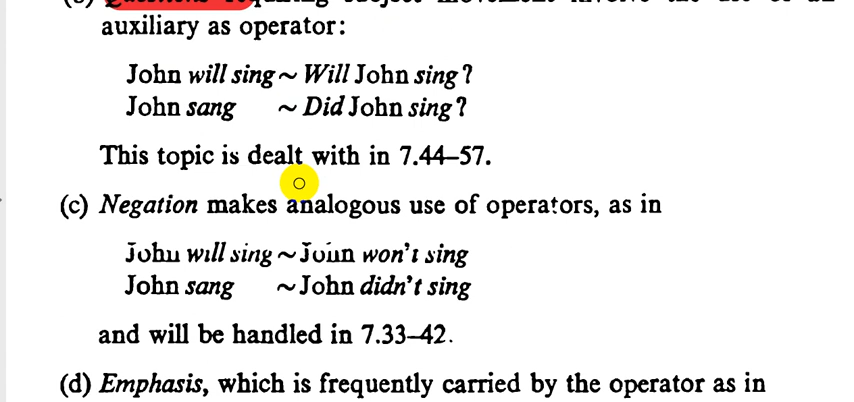 auxiliary as operator:
John will sing ~ Will John sing?
John sang ~ Did John sing?
This topic is dealt with in 7.44–57.
(c) Negation makes analogous use of operators, as in
John will sing ~ John won't sing
John sang ~ John didn't sing
and will be handled in 7.33–42.
(d) Emphasis, which is frequently carried by the operator as in